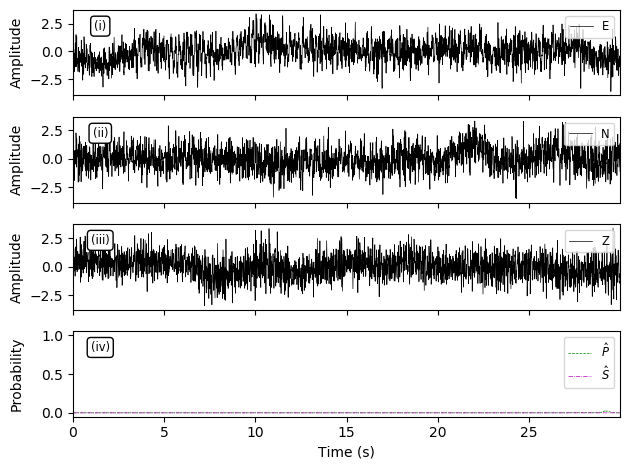 (i)
E
Amplitude
2.5
0.0
−2.5
(ii)
N
Amplitude
2.5
0.0
−2.5
(iii)
Z
Amplitude
2.5
0.0
−2.5
(iv)
P̂
Ŝ
Probability
1.0
0.5
0.0
0 5 10 15 20 25
Time (s)